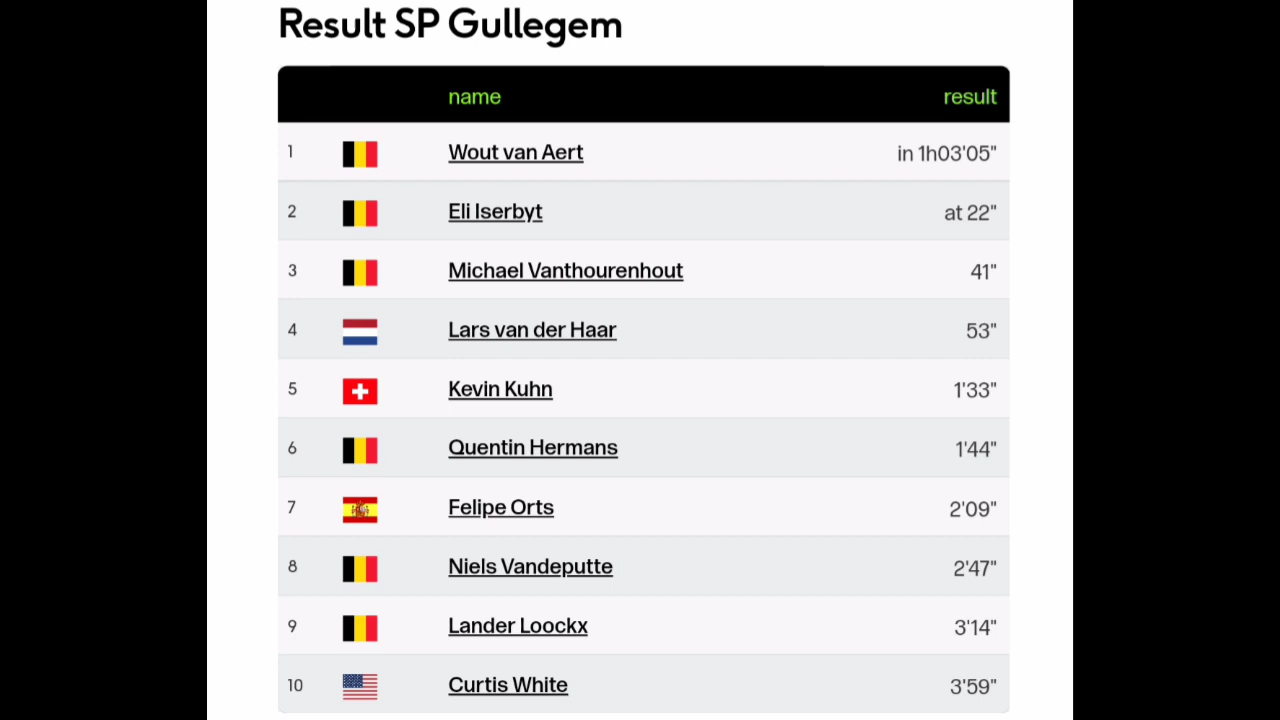 Result SP Gullegem
name result
1 Wout van Aert in 1h03'05"
2 Eli Iserbyt at 22"
3 Michael Vanthourenhout 41"
4 Lars van der Haar 53"
5 Kevin Kuhn 1'33"
6 Quentin Hermans 1'44"
7 Felipe Orts 2'09"
8 Niels Vandeputte 2'47"
9 Lander Loockx 3'14"
10 Curtis White 3'59"